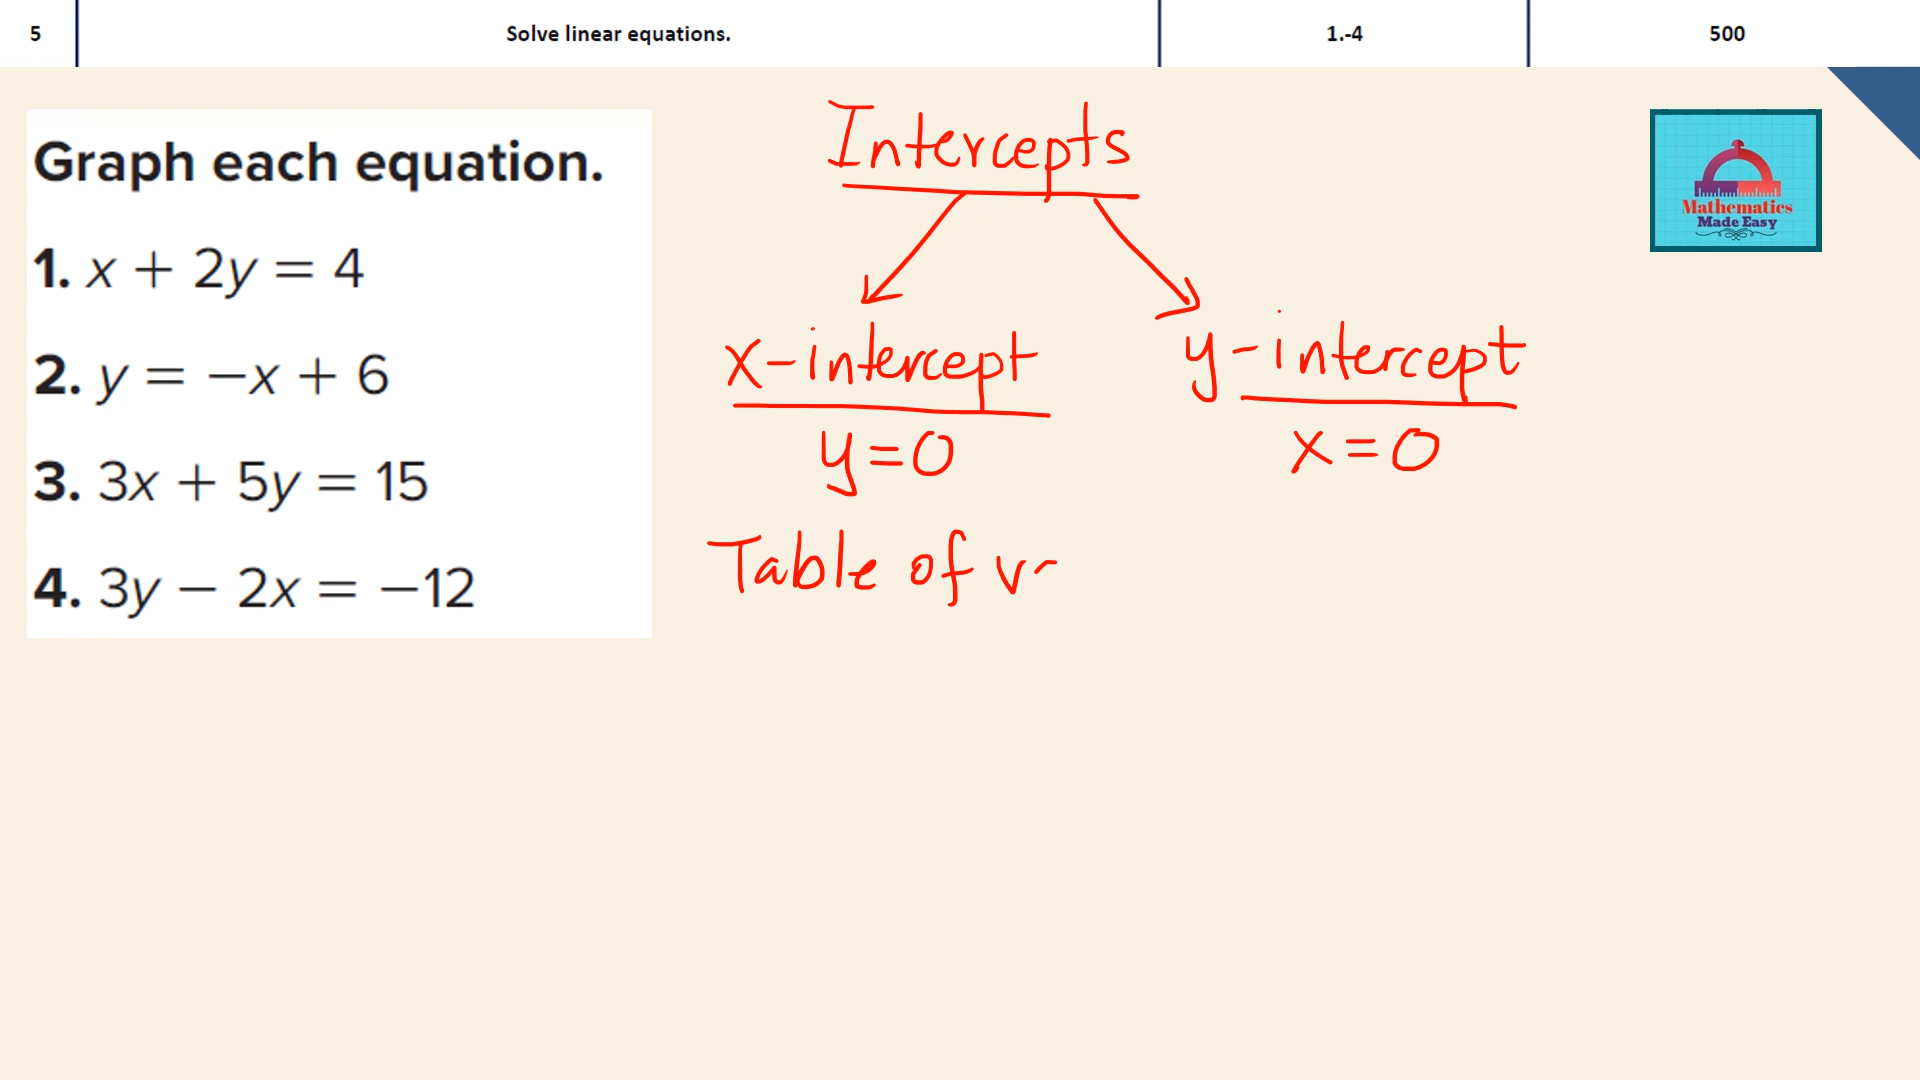 5 Solve linear equations. 1.-4 500
Graph each equation.
1. x + 2y = 4
2. y = −x + 6
3. 3x + 5y = 15
4. 3y − 2x = −12
Intercepts
x-intercept y-intercept
y=0 x=0
Table of v
Mathematics
Made Easy